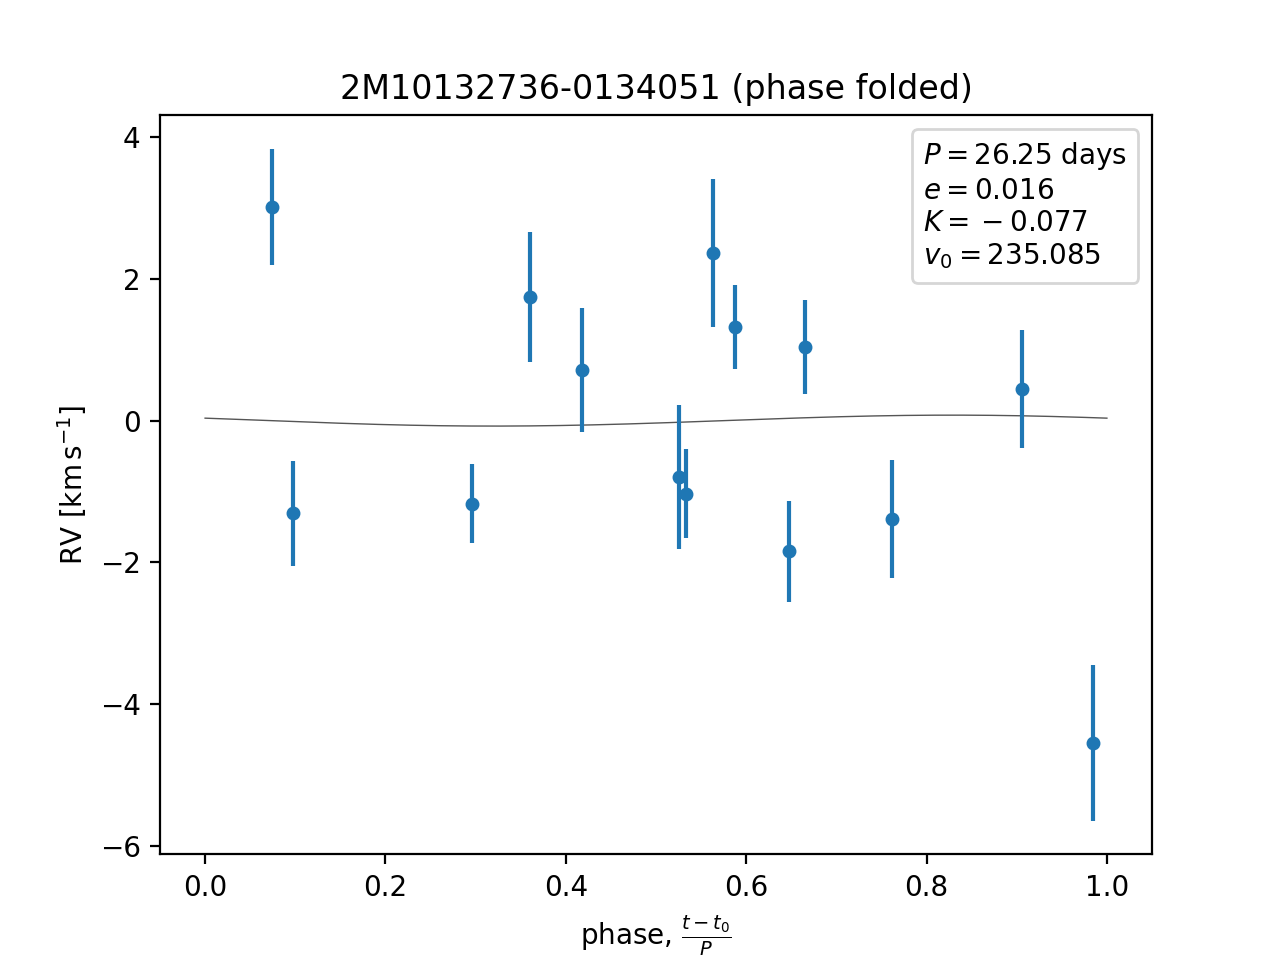 2M10132736-0134051 (phase folded)
P = 26.25 days
e = 0.016
K = −0.077
v₀ = 235.085
4
2
0
−2
−4
−6
RV [km s⁻¹]
0.0 0.2 0.4 0.6 0.8 1.0
phase, (t − t₀)/P